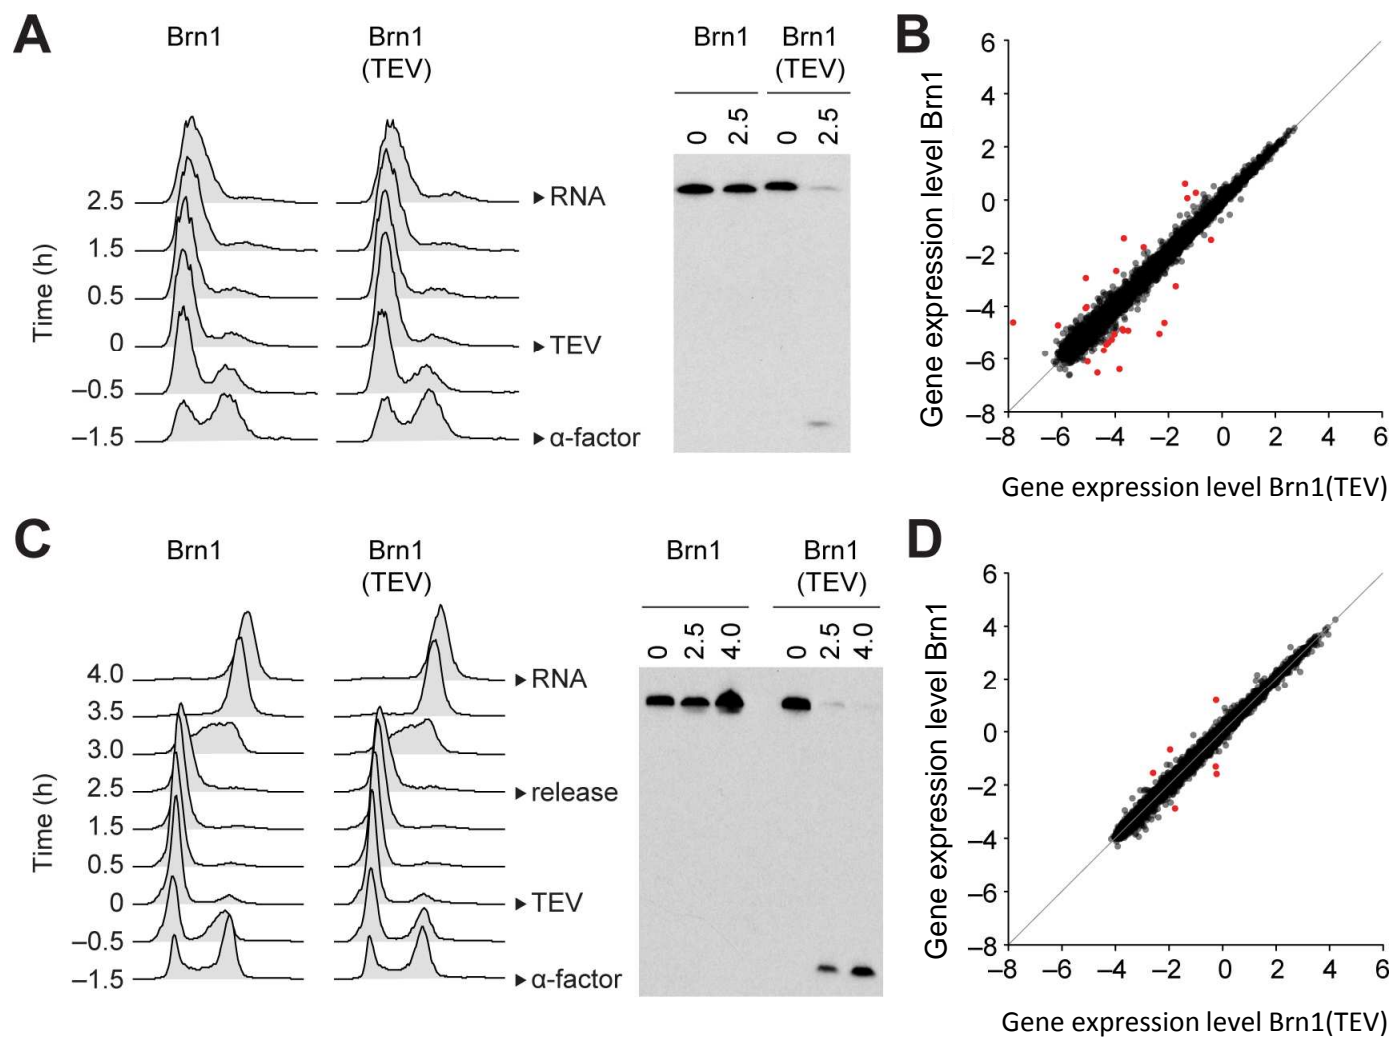 A
Brn1
Brn1
(TEV)
Time (h)
2.5
1.5
0.5
0
–0.5
–1.5
►RNA
►TEV
►α-factor
Brn1
Brn1
(TEV)
0
2.5
0
2.5
B
Gene expression level Brn1
6
4
2
0
–2
–4
–6
–8
–8 –6 –4 –2 0 2 4 6
Gene expression level Brn1(TEV)
C
Brn1
Brn1
(TEV)
Time (h)
4.0
3.5
3.0
2.5
1.5
0.5
0
–0.5
–1.5
►RNA
►release
►TEV
►α-factor
Brn1
Brn1
(TEV)
0
2.5
4.0
0
2.5
4.0
D
Gene expression level Brn1
6
4
2
0
–2
–4
–6
–8
–8 –6 –4 –2 0 2 4 6
Gene expression level Brn1(TEV)